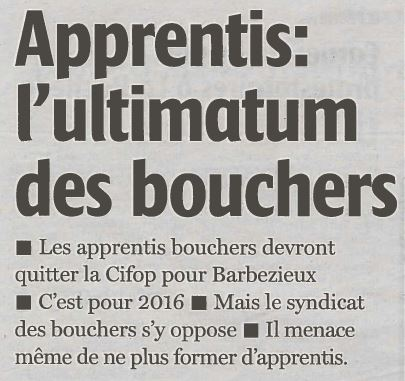 Apprentis:
l'ultimatum
des bouchers
■ Les apprentis bouchers devront
quitter la Cifop pour Barbezieux
■ C'est pour 2016 ■ Mais le syndicat
des bouchers s'y oppose ■ Il menace
même de ne plus former d'apprentis.